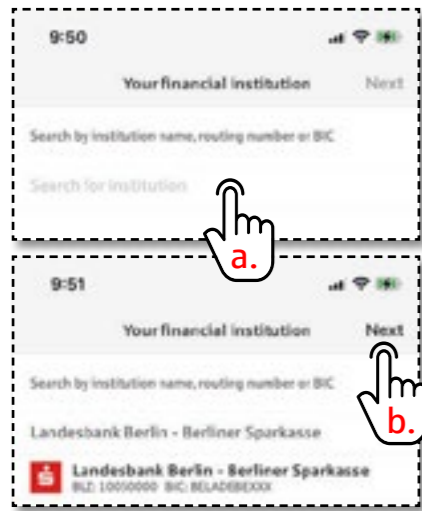 9:50
Your financial institution Next
Search by institution name, routing number or BIC
Search for institution
a.
9:51
Your financial institution Next
Search by institution name, routing number or BIC
b.
Landesbank Berlin - Berliner Sparkasse
Landesbank Berlin - Berliner Sparkasse
BLZ: 10050000 BIC: BELADEBEXXX